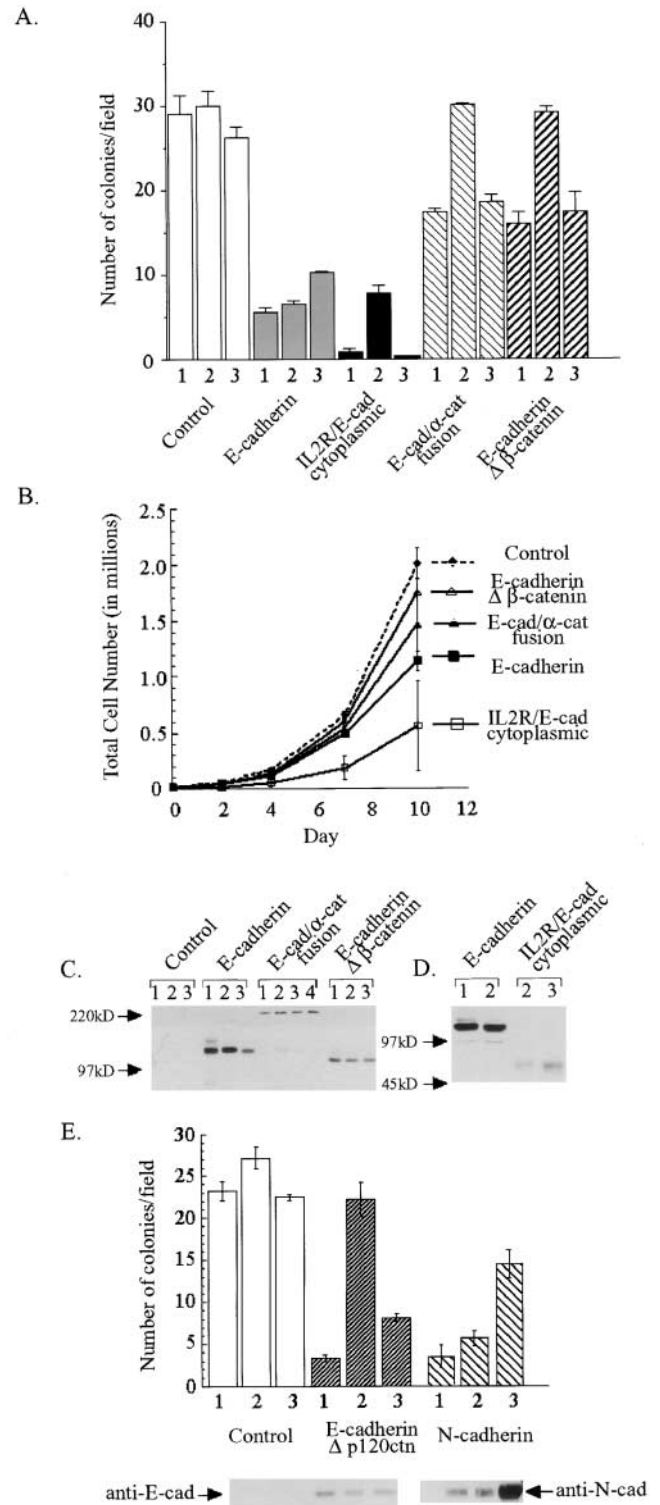 A.
Number of colonies/field
40
30
20
10
0
1 2 3 1 2 3 1 2 3 1 2 3 1 2 3
Control
E-cadherin
IL2R/E-cad
cytoplasmic
E-cad/α-cat
fusion
E-cadherin
Δ β-catenin
B.
Total Cell Number (in millions)
2.5
2.0
1.5
1.0
0.5
0
0 2 4 6 8 10 12
Day
Control
E-cadherin
Δ β-catenin
E-cad/α-cat
fusion
E-cadherin
IL2R/E-cad
cytoplasmic
C.
Control
E-cadherin
E-cad/α-cat
fusion
E-cadherin
Δ β-catenin
1 2 3 1 2 3 1 2 3 4 1 2 3
220kD
97kD
D.
E-cadherin
IL2R/E-cad
cytoplasmic
1 2 2 3
97kD
45kD
E.
Number of colonies/field
30
25
20
15
10
5
0
1 2 3 1 2 3 1 2 3
Control
E-cadherin
Δ p120ctn
N-cadherin
anti-E-cad
anti-N-cad